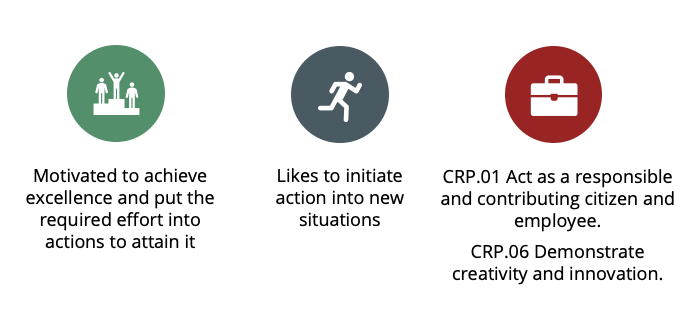 Motivated to achieve
excellence and put the
required effort into
actions to attain it
Likes to initiate
action into new
situations
CRP.01 Act as a responsible
and contributing citizen and
employee.
CRP.06 Demonstrate
creativity and innovation.